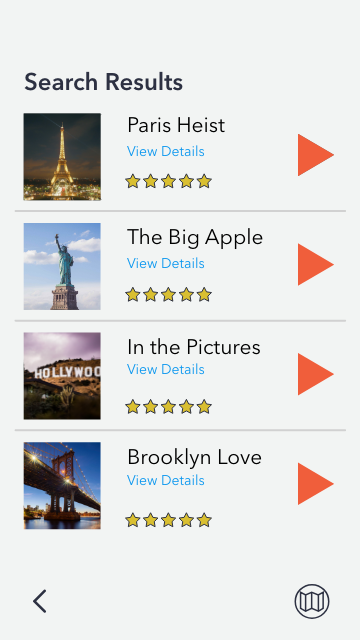 Search Results
Paris Heist
View Details
The Big Apple
View Details
HOLLYWOO
In the Pictures
View Details
Brooklyn Love
View Details